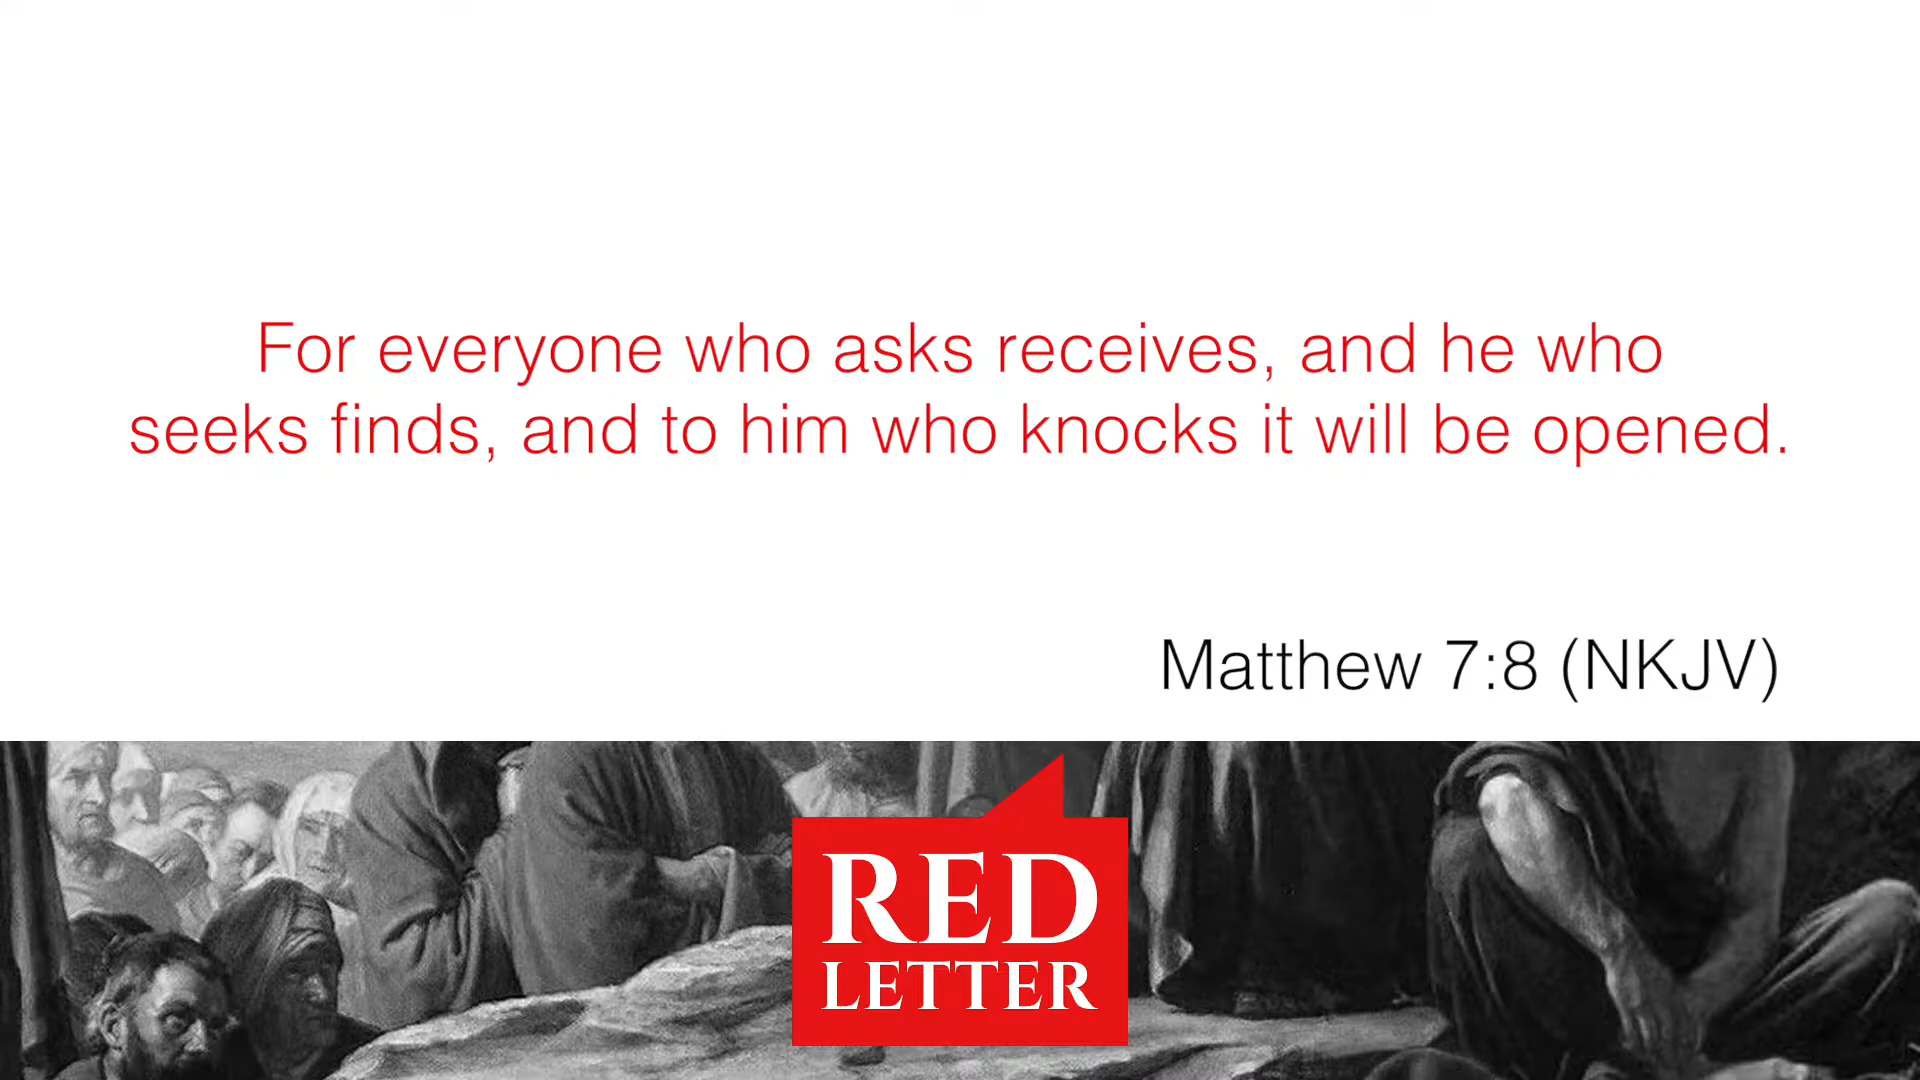 For everyone who asks receives, and he who
seeks finds, and to him who knocks it will be opened.
Matthew 7:8 (NKJV)
RED
LETTER